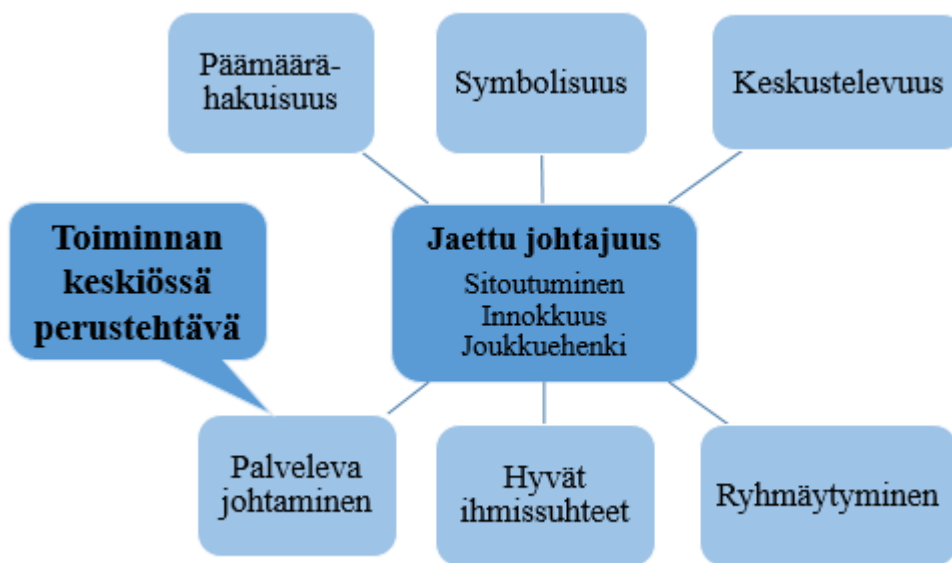 Päämäärä-
hakuisuus
Symbolisuus
Keskustelevuus
Toiminnan
keskiössä
perustehtävä
Jaettu johtajuus
Sitoutuminen
Innokkuus
Joukkuehenki
Palveleva
johtaminen
Hyvät
ihmissuhteet
Ryhmäytyminen